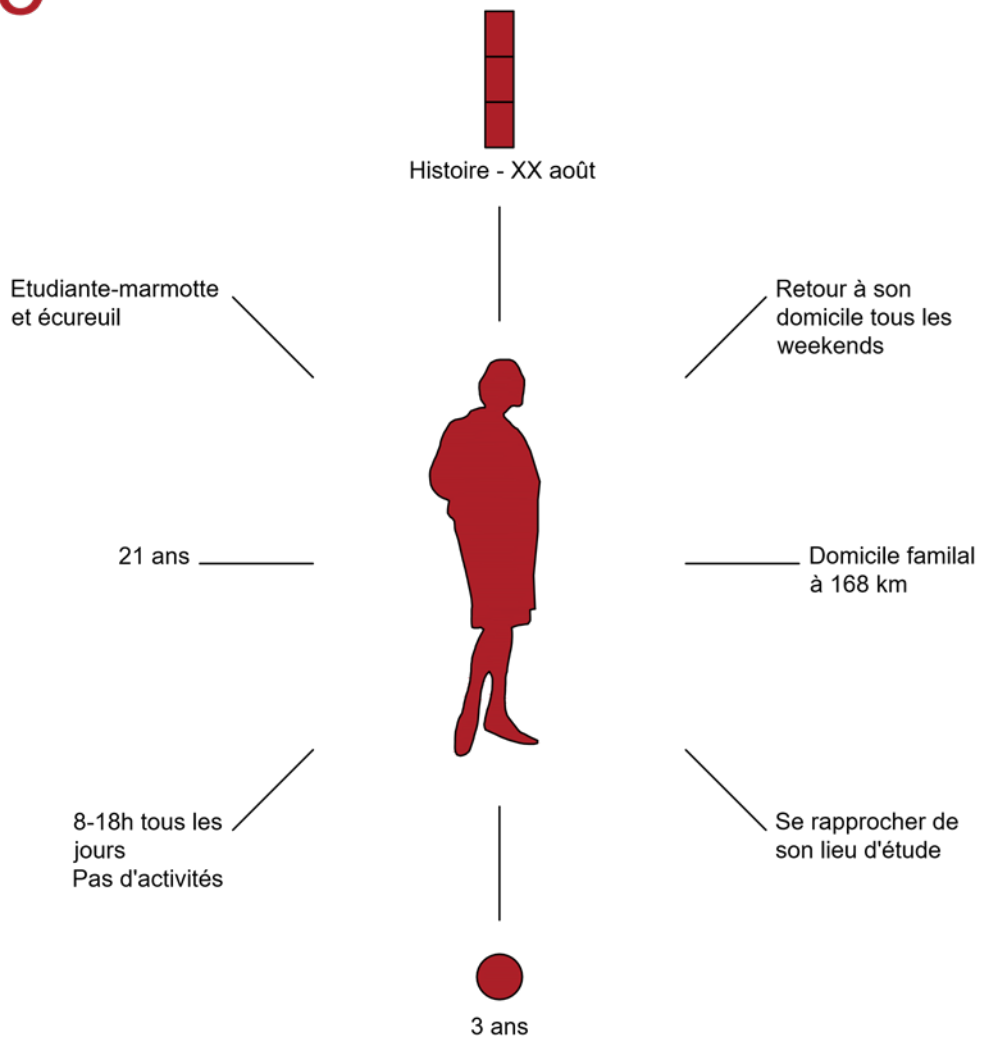 Histoire - XX août
Etudiante-marmotte
et écureuil
Retour à son
domicile tous les
weekends
21 ans
Domicile familal
à 168 km
8-18h tous les
jours
Pas d'activités
Se rapprocher de
son lieu d'étude
3 ans